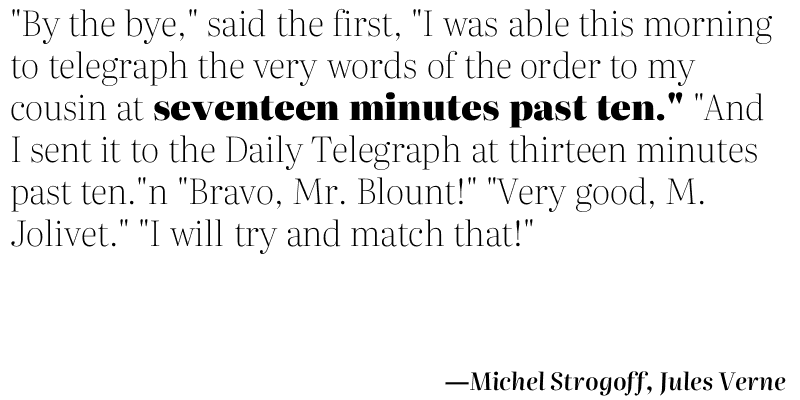 "By the bye," said the first, "I was able this morning
to telegraph the very words of the order to my
cousin at seventeen minutes past ten." "And
I sent it to the Daily Telegraph at thirteen minutes
past ten."n "Bravo, Mr. Blount!" "Very good, M.
Jolivet." "I will try and match that!"
—Michel Strogoff, Jules Verne